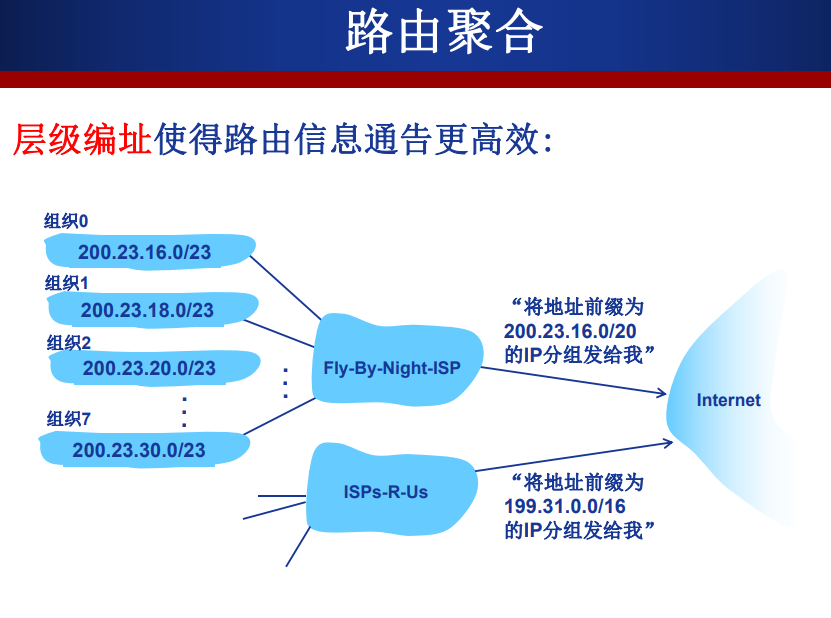 路由聚合
层级编址使得路由信息通告更高效：
组织0
200.23.16.0/23
组织1
200.23.18.0/23
组织2
200.23.20.0/23
组织7
200.23.30.0/23
Fly-By-Night-ISP
ISPs-R-Us
“将地址前缀为
200.23.16.0/20
的IP分组发给我”
Internet
“将地址前缀为
199.31.0.0/16
的IP分组发给我”